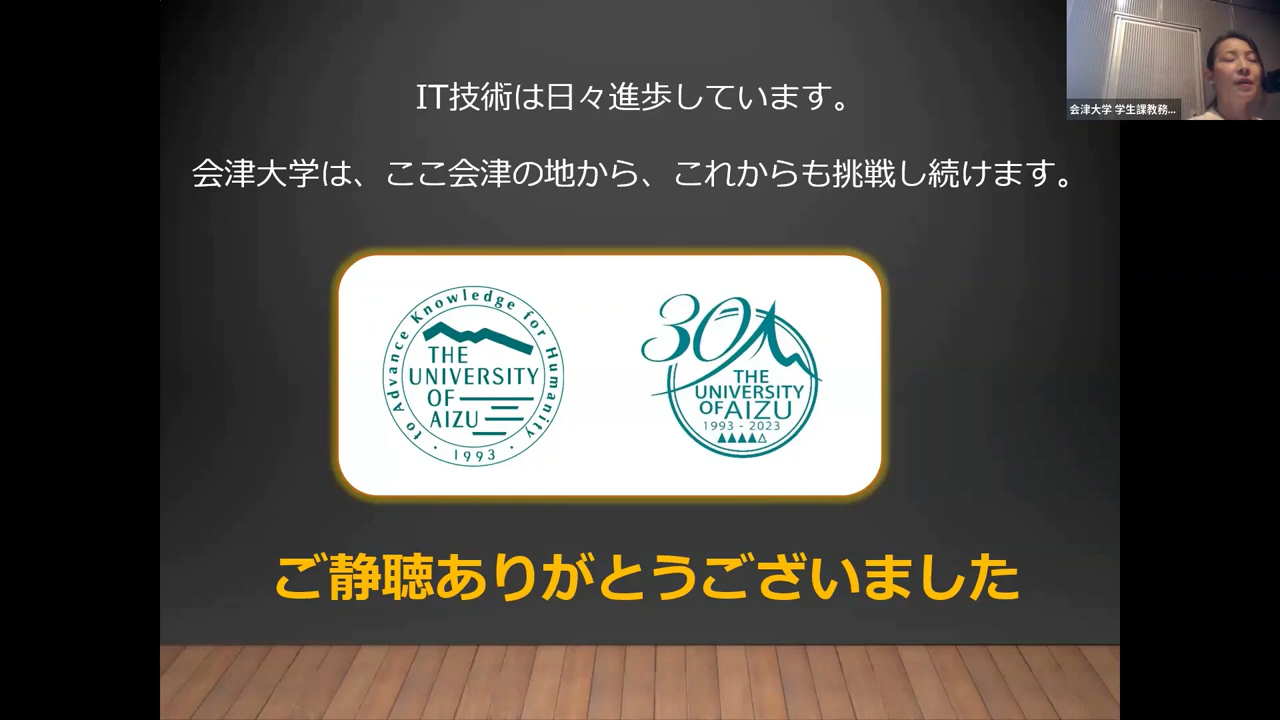 IT技術は日々進歩しています。
会津大学 学生課教務...
会津大学は、ここ会津の地から、これからも挑戦し続けます。
to Advance Knowledge for Humanity
THE
UNIVERSITY
OF
AIZU
・1993・
30
THE
UNIVERSITY
OF AIZU
1993 - 2023
ご静聴ありがとうございました